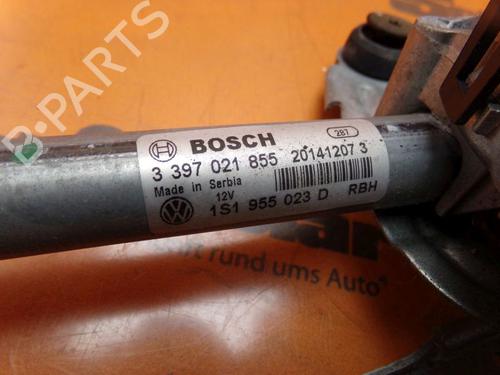 B-PARTS
BOSCH
287
3 397 021 855 20141207 3
Made in Serbia
12V
1S1 955 023 D RBH
rund ums Auto"